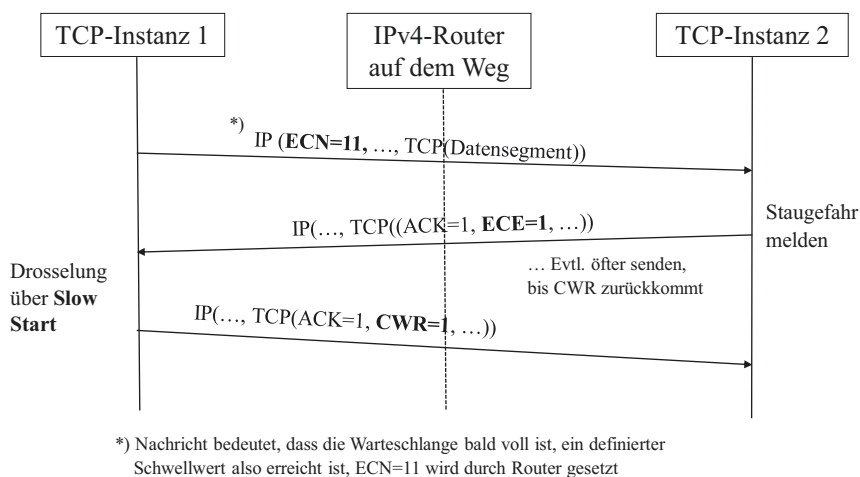 TCP-Instanz 1
IPv4-Router
auf dem Weg
TCP-Instanz 2
*)
IP (ECN=11, …, TCP(Datensegment))
IP(…, TCP((ACK=1, ECE=1, …))
Staugefahr
melden
… Evtl. öfter senden,
bis CWR zurückkommt
Drosselung
über Slow
Start
IP(…, TCP(ACK=1, CWR=1, …))
*) Nachricht bedeutet, dass die Warteschlange bald voll ist, ein definierter
Schwellwert also erreicht ist, ECN=11 wird durch Router gesetzt